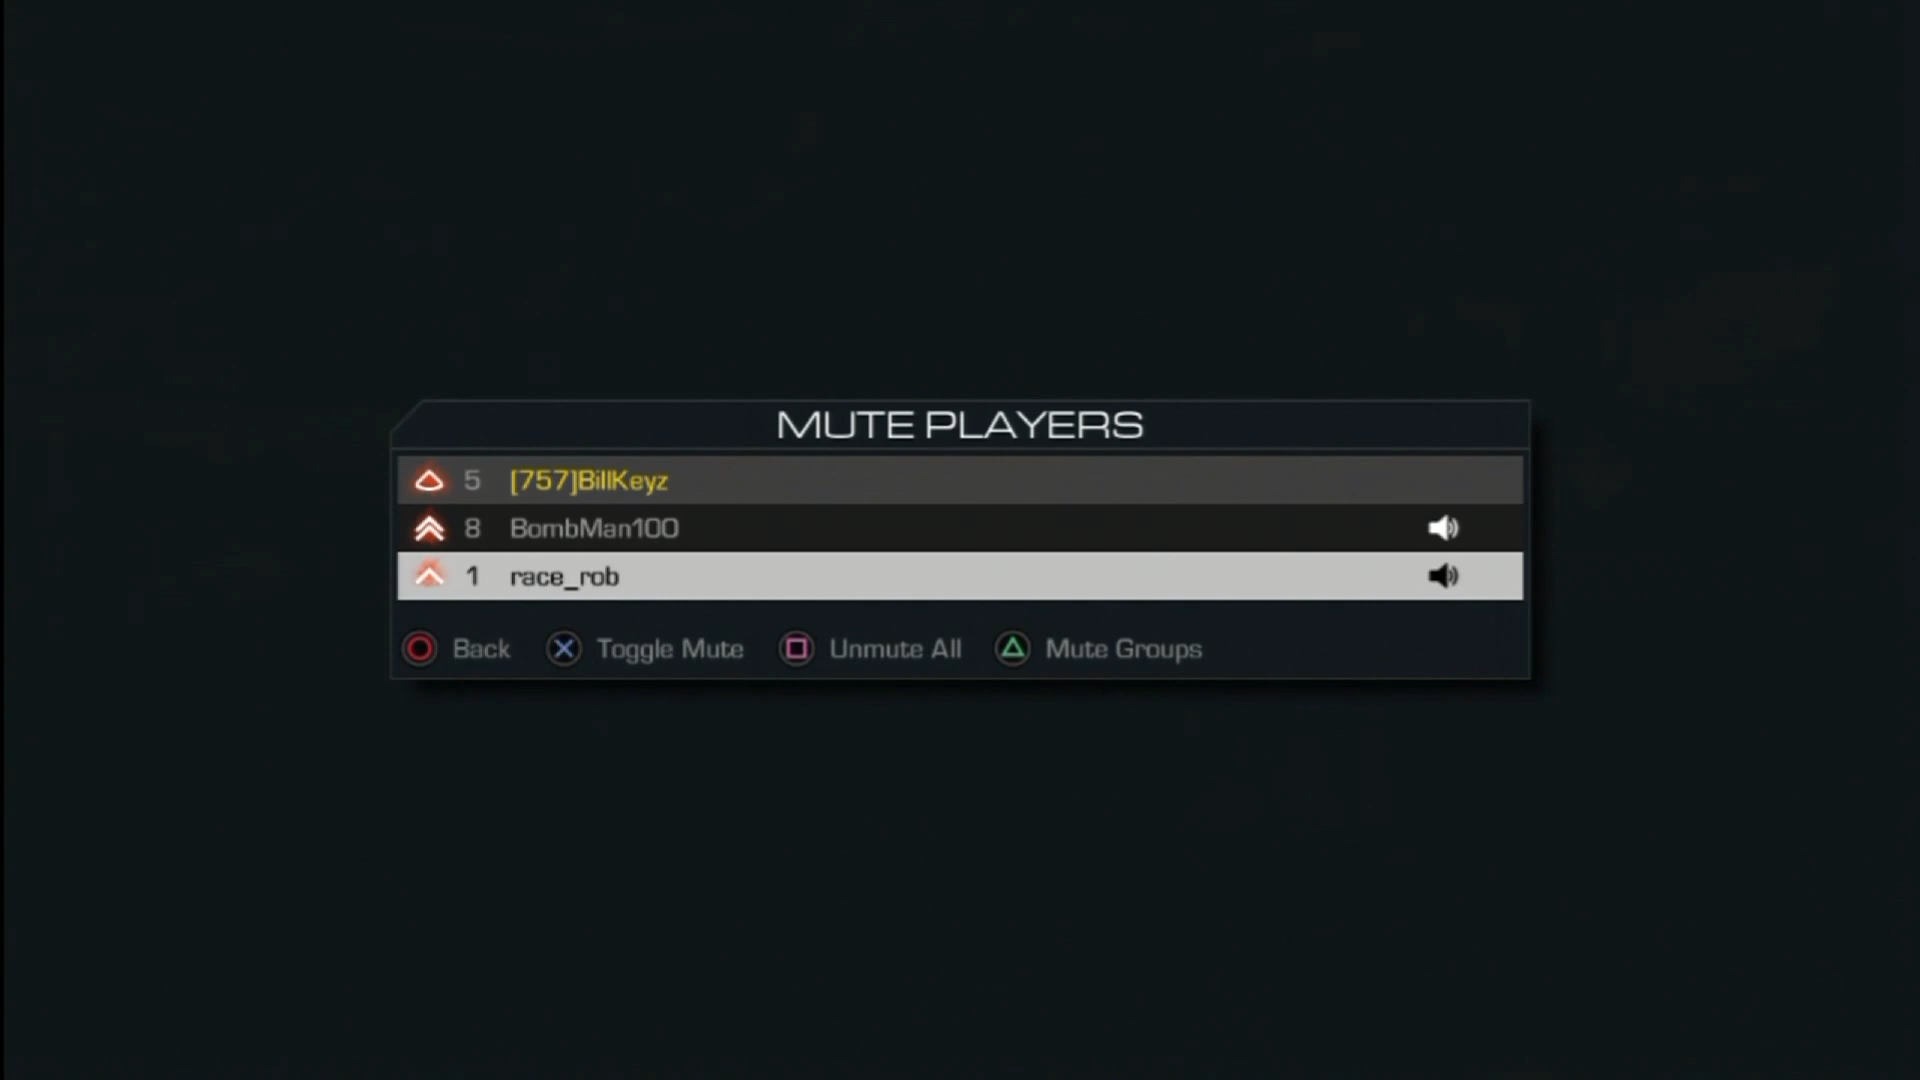 MUTE PLAYERS
5 [757]BillKeyz
8 BombMan100
1 race_rob
Back Toggle Mute Unmute All Mute Groups